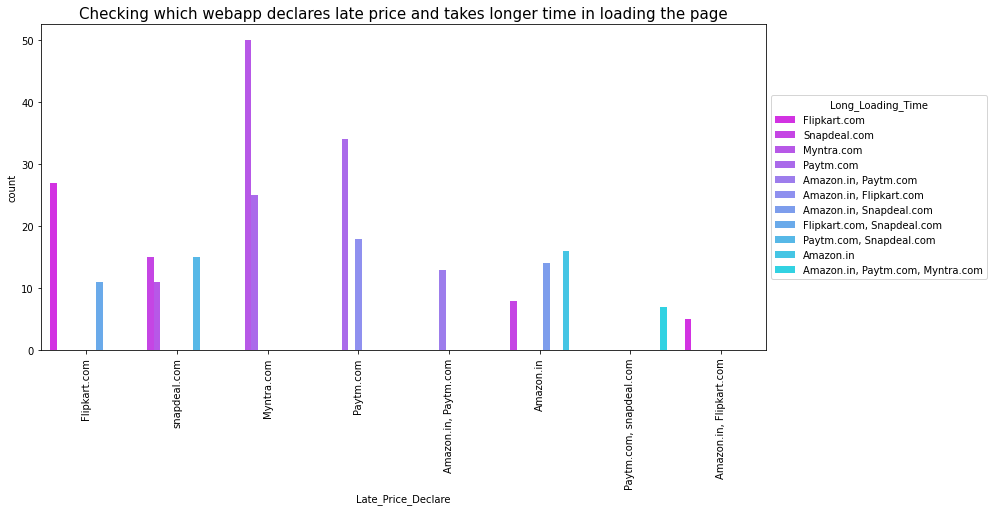 Checking which webapp declares late price and takes longer time in loading the page
50
40
30
20
10
0
count
Flipkart.com
snapdeal.com
Myntra.com
Paytm.com
Amazon.in, Paytm.com
Amazon.in
Paytm.com, snapdeal.com
Amazon.in, Flipkart.com
Late_Price_Declare
Long_Loading_Time
Flipkart.com
Snapdeal.com
Myntra.com
Paytm.com
Amazon.in, Paytm.com
Amazon.in, Flipkart.com
Amazon.in, Snapdeal.com
Flipkart.com, Snapdeal.com
Paytm.com, Snapdeal.com
Amazon.in
Amazon.in, Paytm.com, Myntra.com